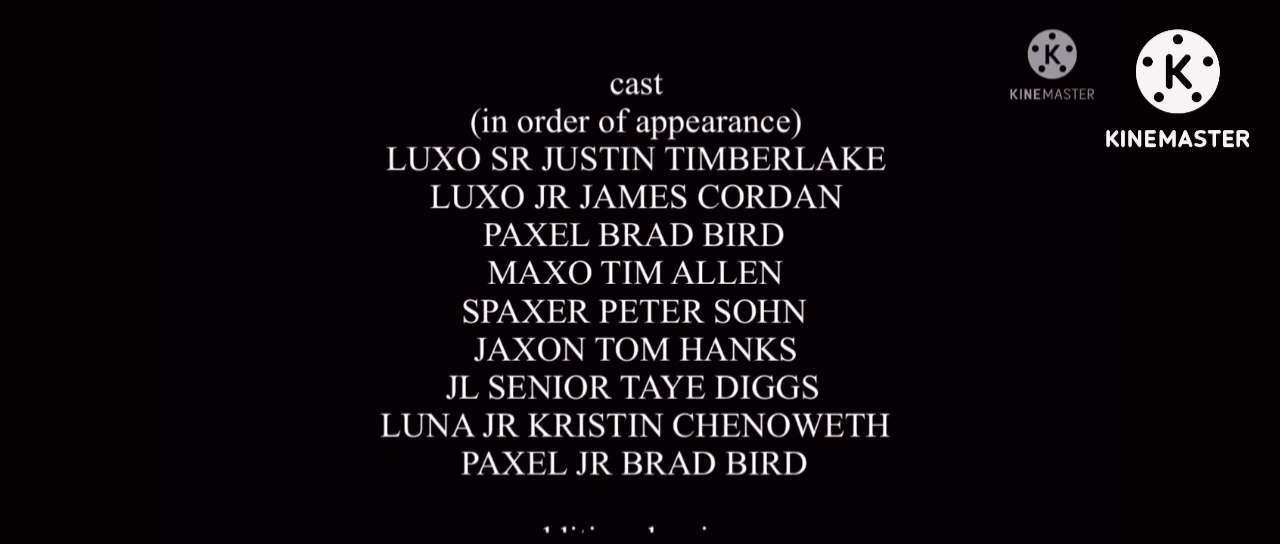 cast
(in order of appearance)
LUXO SR JUSTIN TIMBERLAKE
LUXO JR JAMES CORDAN
PAXEL BRAD BIRD
MAXO TIM ALLEN
SPAXER PETER SOHN
JAXON TOM HANKS
JL SENIOR TAYE DIGGS
LUNA JR KRISTIN CHENOWETH
PAXEL JR BRAD BIRD
K
KINEMASTER
K
KINEMASTER